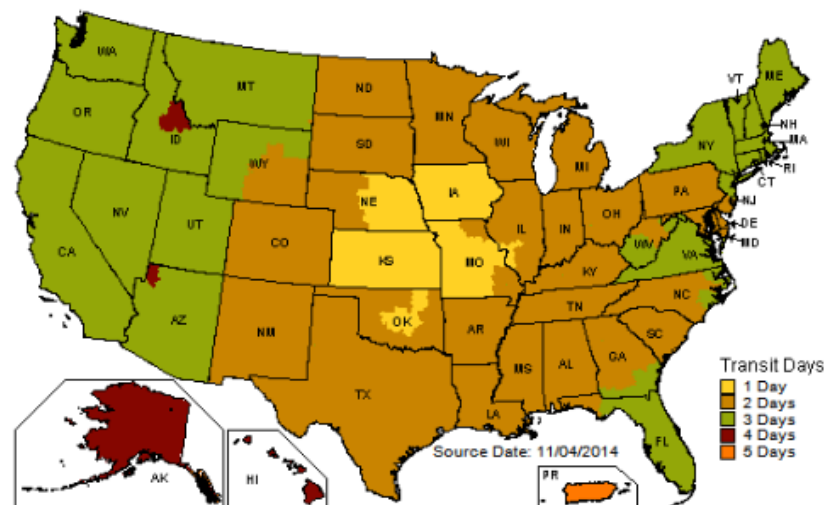 WA
OR
CA
NV
ID
MT
WY
UT
AZ
ND
SD
NE
CO
KS
NM
OK
TX
MN
IA
MO
AR
LA
WI
IL
MI
IN
OH
KY
TN
MS
AL
GA
FL
SC
NC
VA
WV
PA
NY
VT
ME
NH
MA
RI
CT
NJ
DE
MD
AK
HI
PR
Source Date: 11/04/2014
Transit Days
1 Day
2 Days
3 Days
4 Days
5 Days